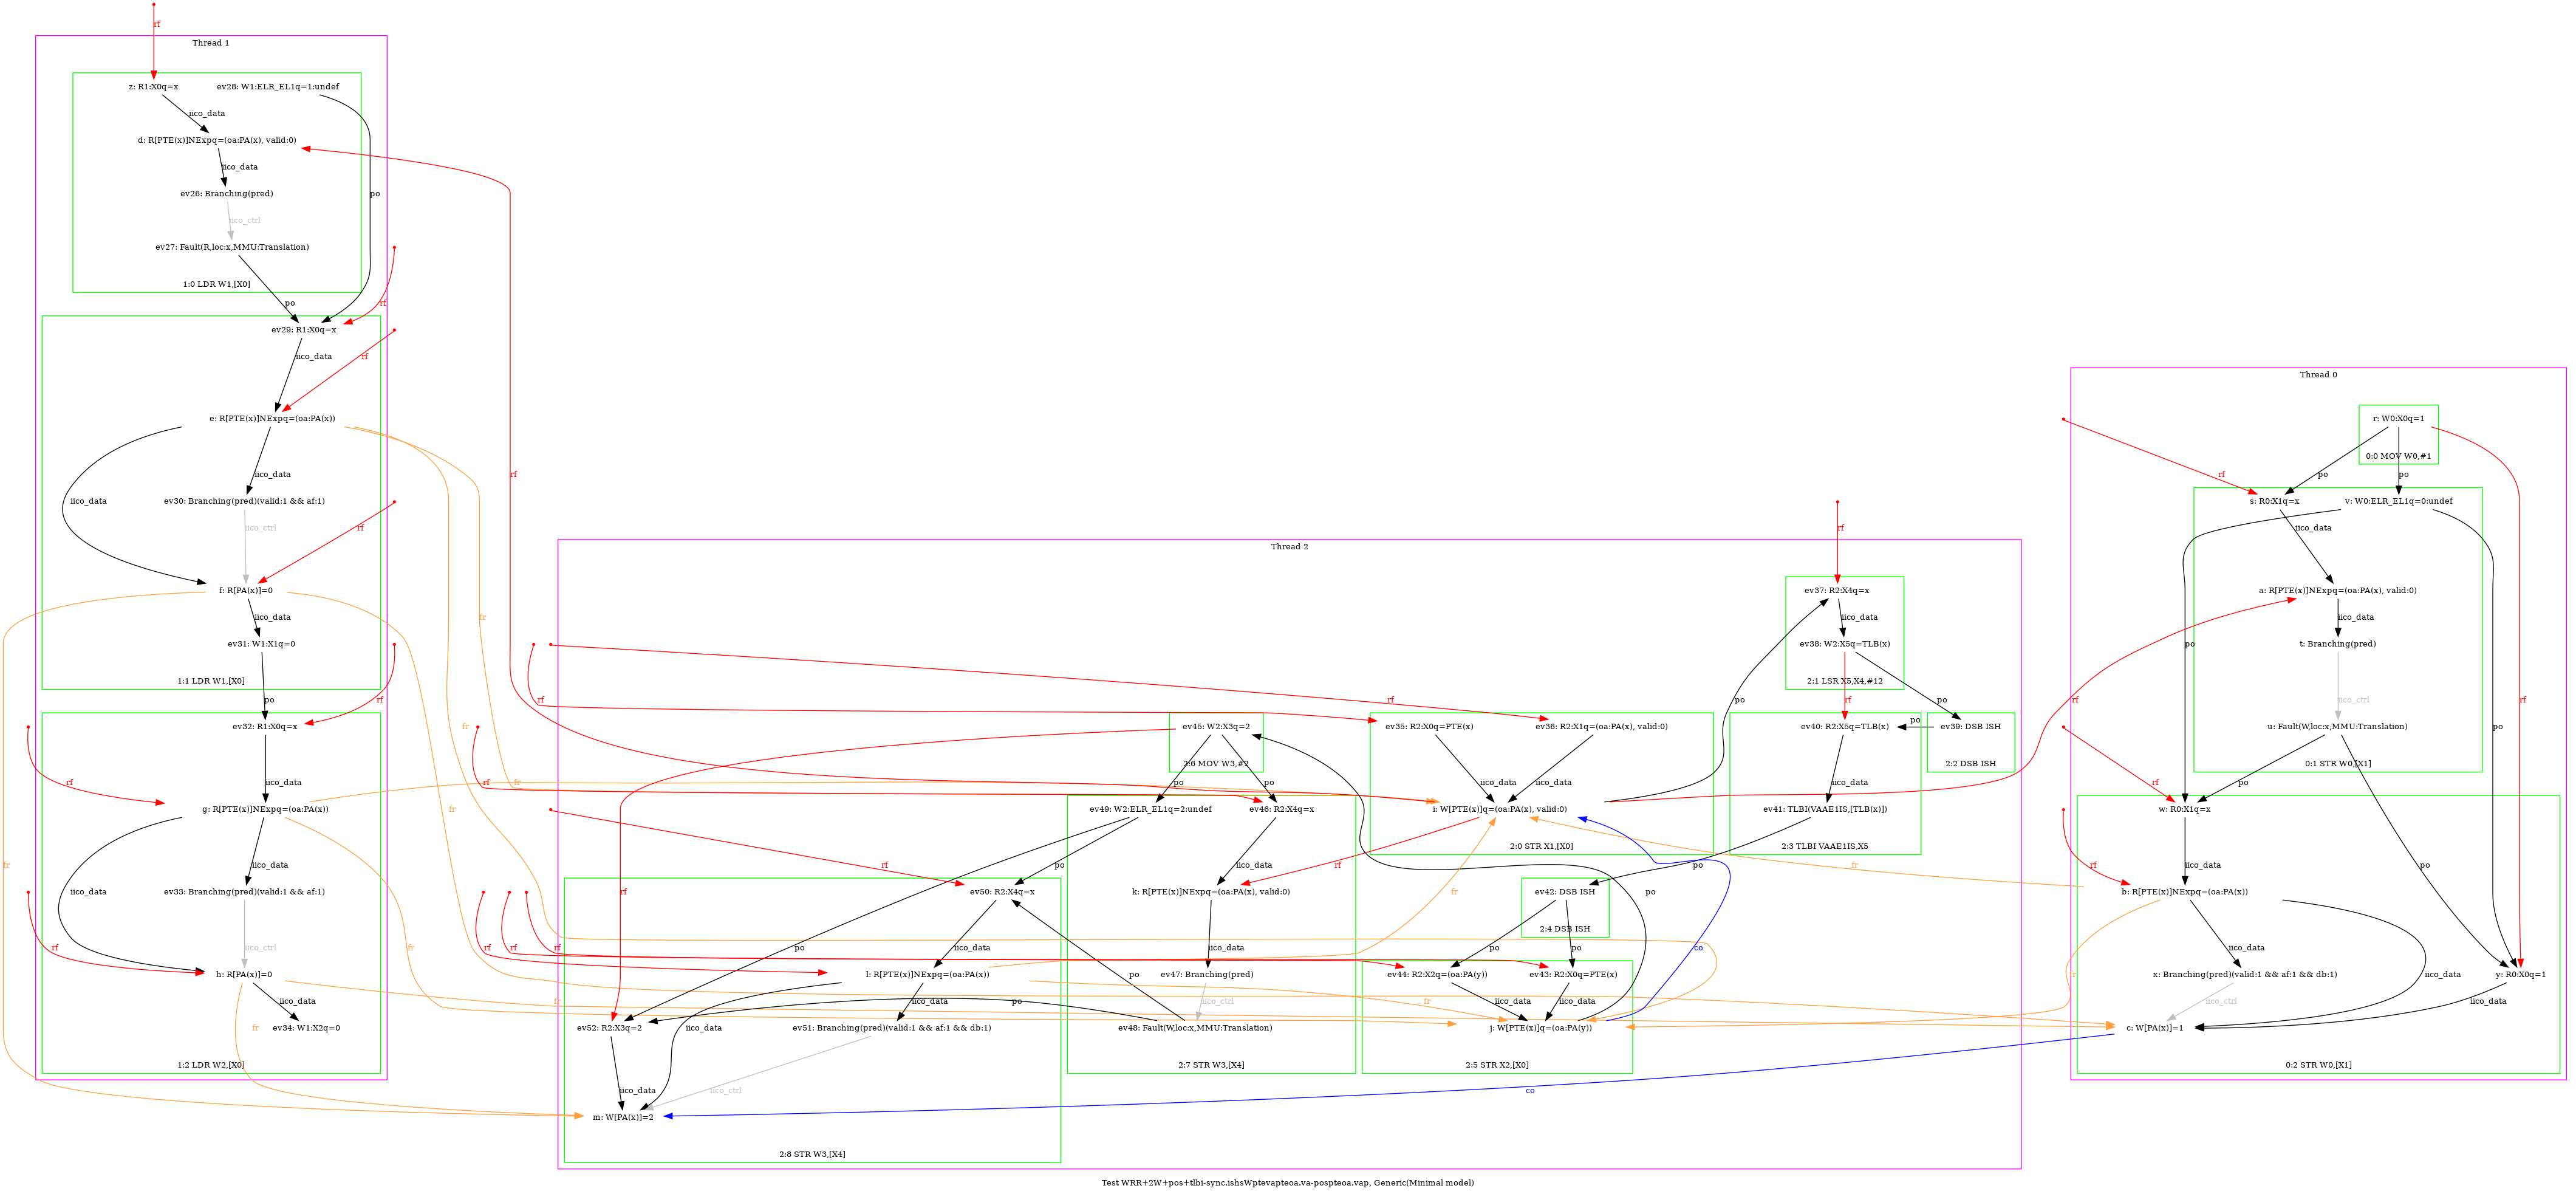 rf
Thread 1
z: R1:X0q=x
ev28: W1:ELR_EL1q=1:undef
iico_data
d: R[PTE(x)]NExpq=(oa:PA(x), valid:0)
iico_data
ev26: Branching(pred)
po
iico_ctrl
ev27: Fault(R,loc:x,MMU:Translation)
1:0 LDR W1,[X0]
po
rf
ev29: R1:X0q=x
iico_data
rf
e: R[PTE(x)]NExpq=(oa:PA(x))
iico_data
iico_data
ev30: Branching(pred)(valid:1 && af:1)
iico_ctrl
rf
f: R[PA(x)]=0
iico_data
ev31: W1:X1q=0
1:1 LDR W1,[X0]
po
rf
ev32: R1:X0q=x
rf
iico_data
g: R[PTE(x)]NExpq=(oa:PA(x))
fr
iico_data
iico_data
ev33: Branching(pred)(valid:1 && af:1)
rf
iico_ctrl
h: R[PA(x)]=0
iico_data
fr
ev34: W1:X2q=0
1:2 LDR W2,[X0]
rf
fr
fr
fr
fr
fr
fr
Thread 2
rf
ev37: R2:X4q=x
iico_data
ev38: W2:X5q=TLB(x)
2:1 LSR X5,X4,#12
rf
rf
po
rf
po
ev45: W2:X3q=2
2:6 MOV W3,#2
ev35: R2:X0q=PTE(x)
ev36: R2:X1q=(oa:PA(x), valid:0)
ev40: R2:X5q=TLB(x)
po
ev39: DSB ISH
2:2 DSB ISH
rf
po
po
iico_data
iico_data
iico_data
ev49: W2:ELR_EL1q=2:undef
ev46: R2:X4q=x
i: W[PTE(x)]q=(oa:PA(x), valid:0)
ev41: TLBI(VAAE1IS,[TLB(x)])
2:0 STR X1,[X0]
2:3 TLBI VAAE1IS,X5
rf
rf
po
iico_data
rf
po
ev50: R2:X4q=x
k: R[PTE(x)]NExpq=(oa:PA(x), valid:0)
fr
po
ev42: DSB ISH
2:4 DSB ISH
rf
rf
rf
po
iico_data
iico_data
po
po
co
l: R[PTE(x)]NExpq=(oa:PA(x))
ev47: Branching(pred)
po
ev44: R2:X2q=(oa:PA(y))
ev43: R2:X0q=PTE(x)
po
iico_data
iico_ctrl
fr
iico_data
iico_data
ev52: R2:X3q=2
iico_data
ev51: Branching(pred)(valid:1 && af:1 && db:1)
ev48: Fault(W,loc:x,MMU:Translation)
j: W[PTE(x)]q=(oa:PA(y))
2:7 STR W3,[X4]
2:5 STR X2,[X0]
iico_data
iico_ctrl
co
m: W[PA(x)]=2
2:8 STR W3,[X4]
Thread 0
r: W0:X0q=1
0:0 MOV W0,#1
rf
po
po
s: R0:X1q=x
v: W0:ELR_EL1q=0:undef
iico_data
a: R[PTE(x)]NExpq=(oa:PA(x), valid:0)
iico_data
po
t: Branching(pred)
rf
iico_ctrl
rf
u: Fault(W,loc:x,MMU:Translation)
po
0:1 STR W0,[X1]
rf
po
w: R0:X1q=x
fr
rf
iico_data
po
b: R[PTE(x)]NExpq=(oa:PA(x))
fr
iico_data
iico_data
x: Branching(pred)(valid:1 && af:1 && db:1)
y: R0:X0q=1
iico_ctrl
iico_data
c: W[PA(x)]=1
0:2 STR W0,[X1]
Test WRR+2W+pos+tlbi-sync.ishsWptevapteoa.va-pospteoa.vap, Generic(Minimal model)